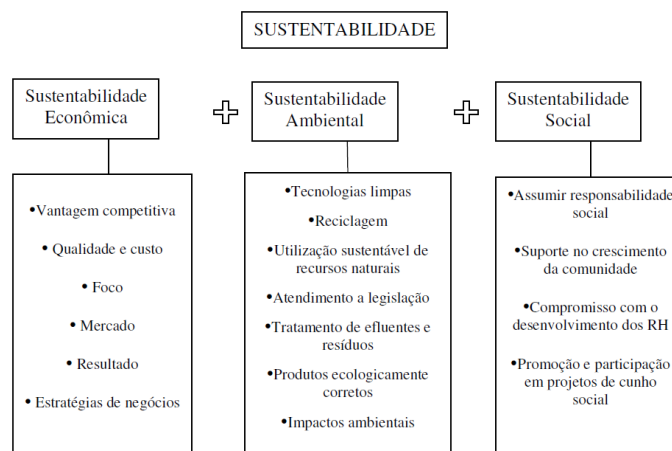 SUSTENTABILIDADE
Sustentabilidade
Econômica
Sustentabilidade
Ambiental
Sustentabilidade
Social
•Vantagem competitiva
• Qualidade e custo
• Foco
• Mercado
• Resultado
• Estratégias de negócios
•Tecnologias limpas
•Reciclagem
•Utilização sustentável de
recursos naturais
•Atendimento a legislação
•Tratamento de efluentes e
resíduos
•Produtos ecologicamente
corretos
•Impactos ambientais
•Assumir responsabilidade
social
•Suporte no crescimento
da comunidade
•Compromisso com o
desenvolvimento dos RH
•Promoção e participação
em projetos de cunho
social